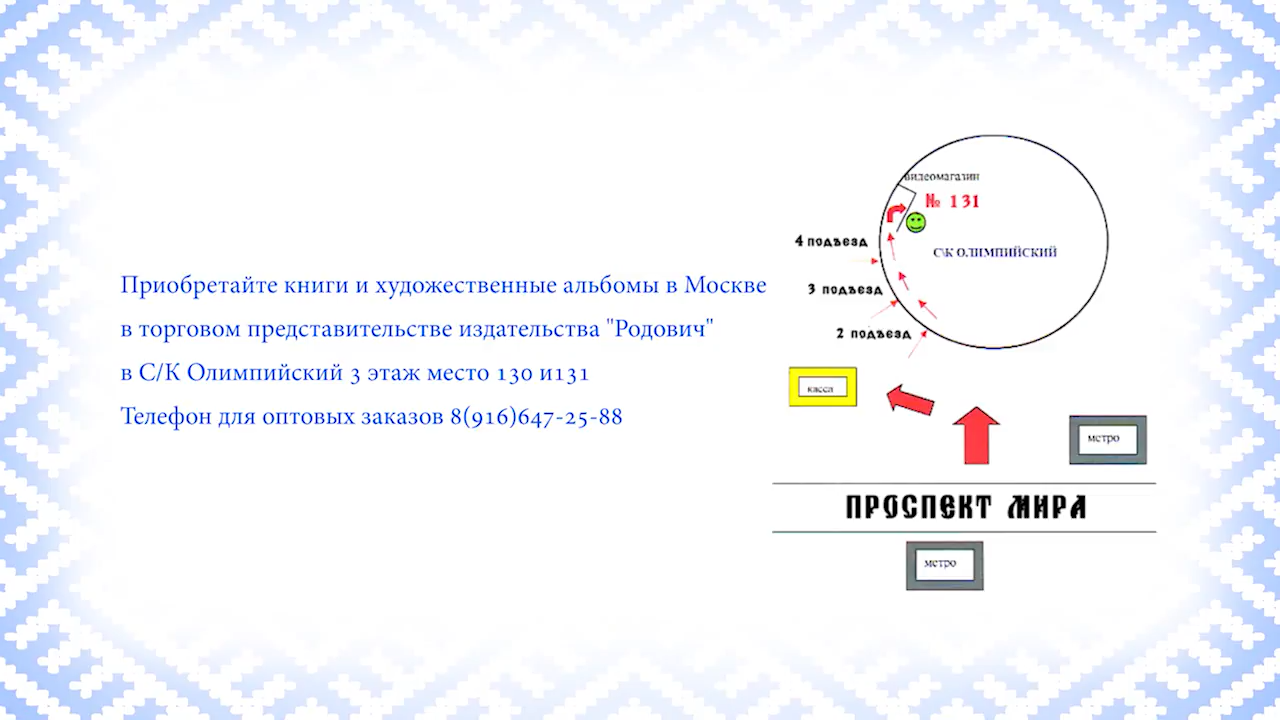 Приобретайте книги и художественные альбомы в Москве
в торговом представительстве издательства "Родович"
в С/К Олимпийский 3 этаж место 130 и131
Телефон для оптовых заказов 8(916)647-25-88
видеомагазин
№ 131
4 подъезд
С\К ОЛИМПИЙСКИЙ
3 подъезд
2 подъезд
касса
метро
ПРОСПЕКТ МИРА
метро